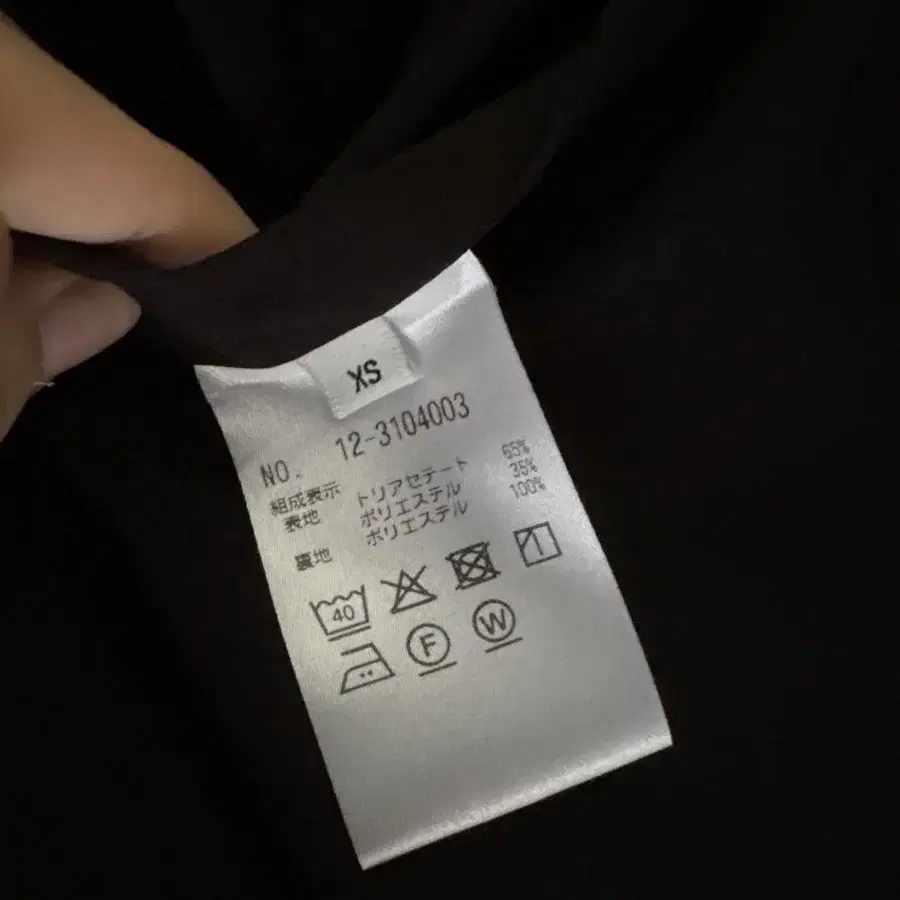 XS
NO. 12-3104003
組成表示
表地 トリアセテート 65%
ポリエステル 35%
裏地 ポリエステル 100%
40
F W